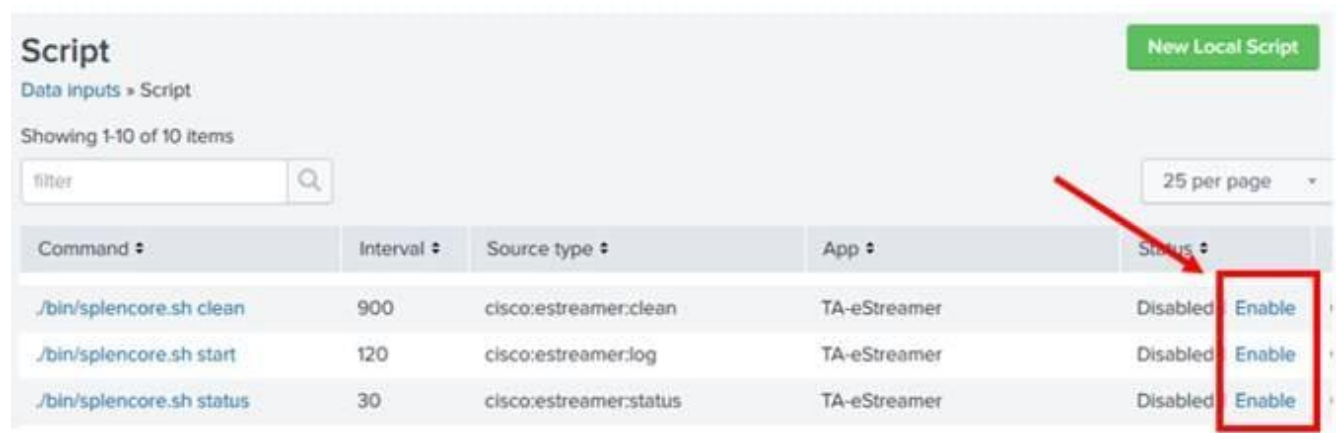 Script
New Local Script
Data inputs » Script
Showing 1-10 of 10 items
filter
25 per page
Command Interval Source type App Status
./bin/splencore.sh clean 900 cisco:estreamer:clean TA-eStreamer Disabled Enable
./bin/splencore.sh start 120 cisco:estreamer:log TA-eStreamer Disabled Enable
./bin/splencore.sh status 30 cisco:estreamer:status TA-eStreamer Disabled Enable